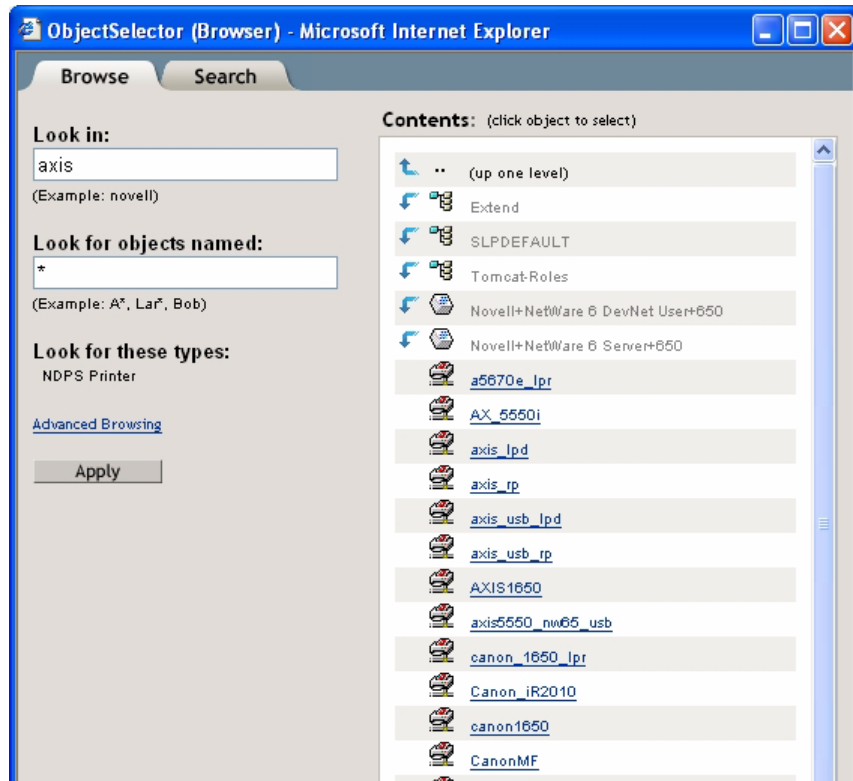 ObjectSelector (Browser) - Microsoft Internet Explorer
Browse
Search
Look in:
axis
(Example: novell)
Look for objects named:
*
(Example: A*, Lar*, Bob)
Look for these types:
NDPS Printer
Advanced Browsing
Apply
Contents: (click object to select)
.. (up one level)
Extend
SLPDEFAULT
Tomcat-Roles
Novell+NetWare 6 DevNet User+650
Novell+NetWare 6 Server+650
a5670e_lpr
AX_5550i
axis_lpd
axis_rp
axis_usb_lpd
axis_usb_rp
AXIS1650
axis5550_nw65_usb
canon_1650_lpr
Canon_iR2010
canon1650
CanonMF